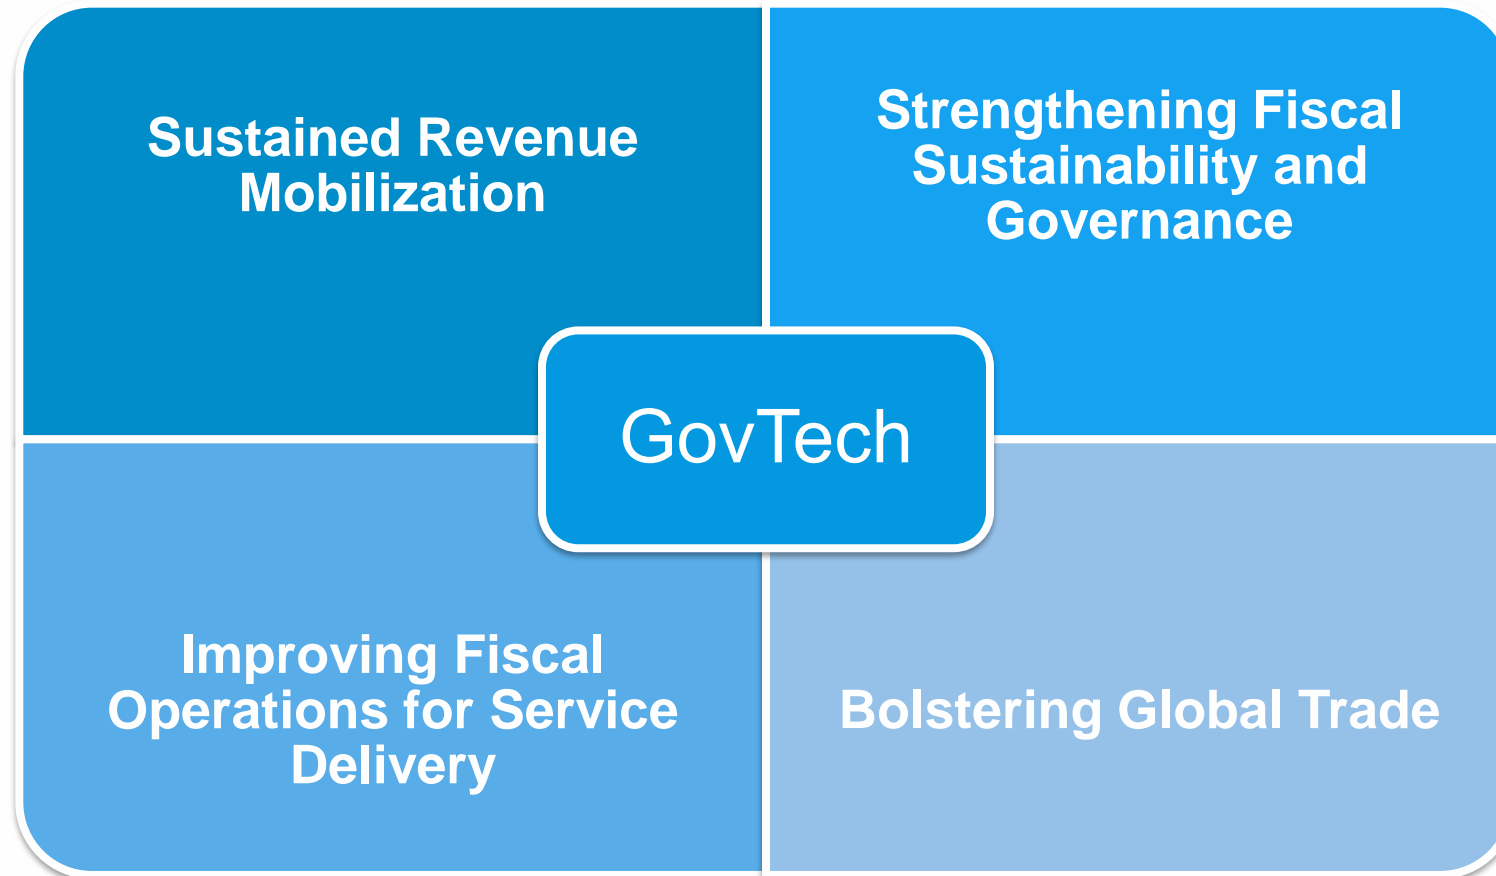 Sustained Revenue
Mobilization
Strengthening Fiscal
Sustainability and
Governance
GovTech
Improving Fiscal
Operations for Service
Delivery
Bolstering Global Trade